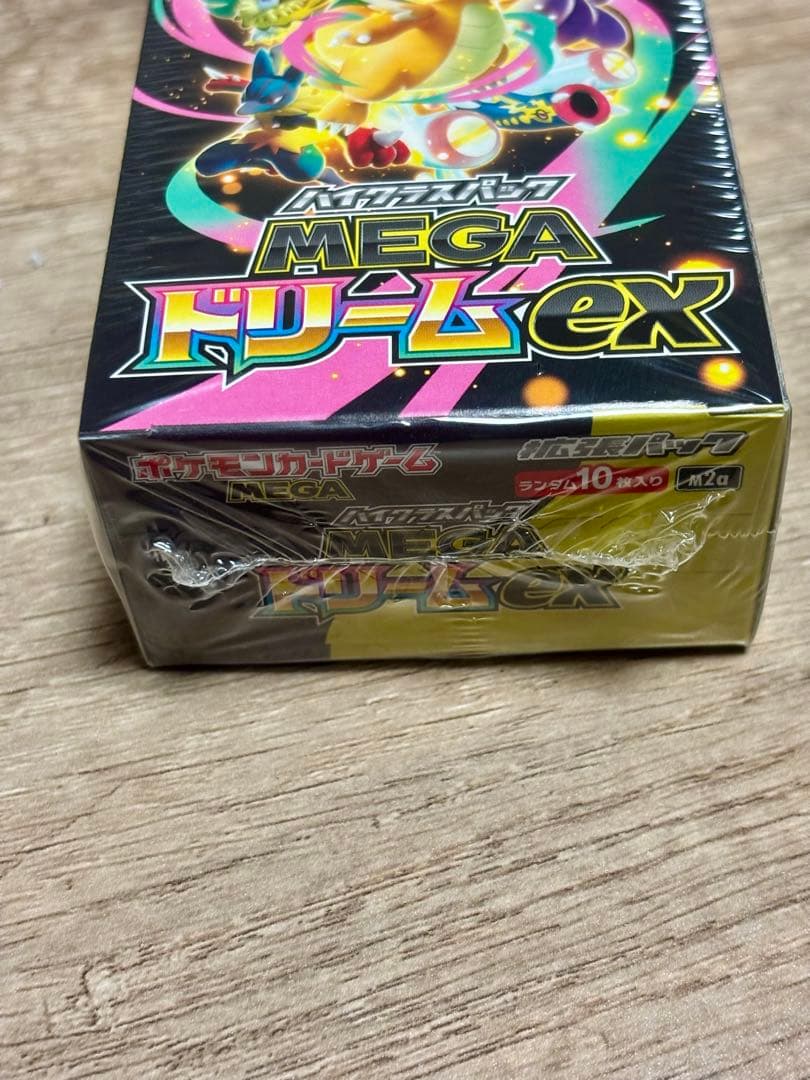 ハイクラスパック
MEGA
ドリームex
ポケモンカードゲーム
MEGA
拡張パック
ランダム10枚入り
M2a
ハイクラスパック
MEGA
ドリームex